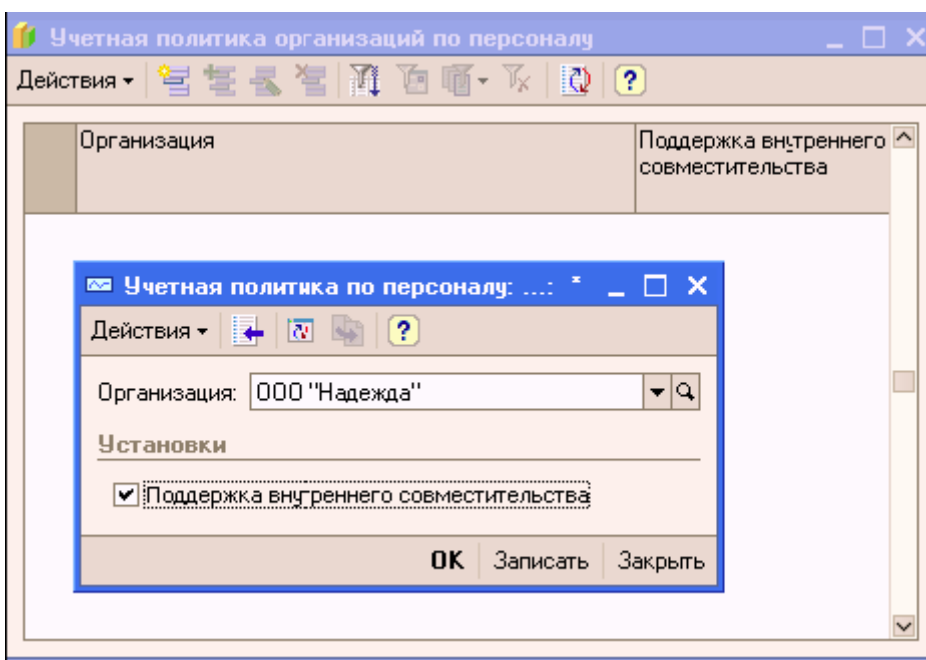 Учетная политика организаций по персоналу
Действия
Организация
Поддержка внутреннего
совместительства
Учетная политика по персоналу: ...: *
Действия
Организация: ООО "Надежда"
Установки
Поддержка внутреннего совместительства
ОК Записать Закрыть